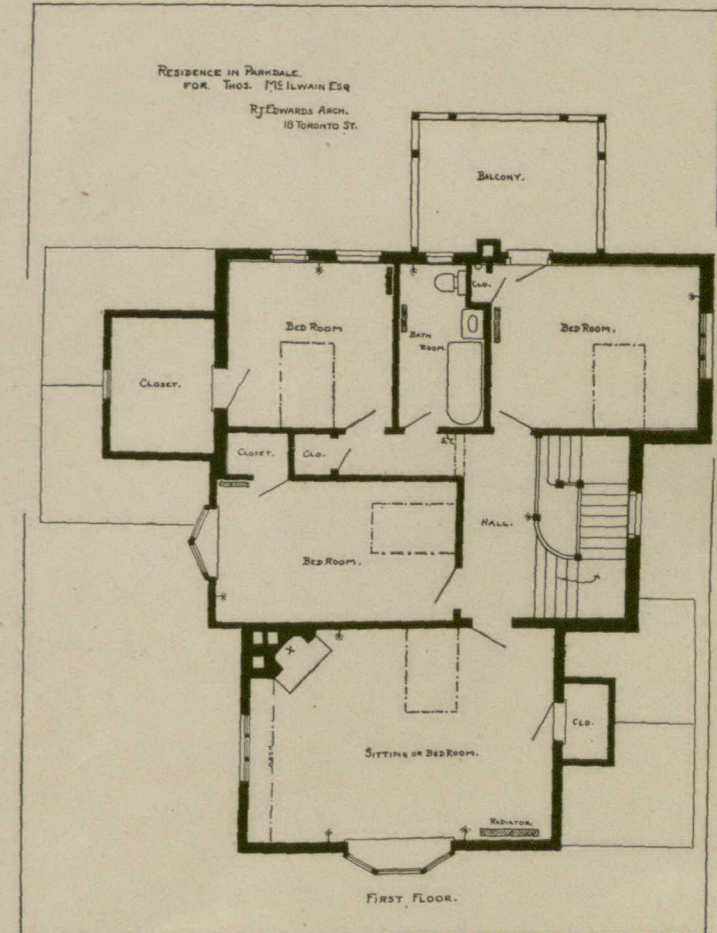 RESIDENCE IN PARKDALE.
FOR THOS. McILWAIN ESQ
RJ EDWARDS ARCH.
18 TORONTO ST.
BALCONY.
CLO.
BED ROOM
BATH
ROOM.
BED ROOM.
CLOSET.
CLOSET.
CLO.
HALL.
BED ROOM.
CLO.
SITTING OR BED ROOM.
RADIATOR.
FIRST FLOOR.